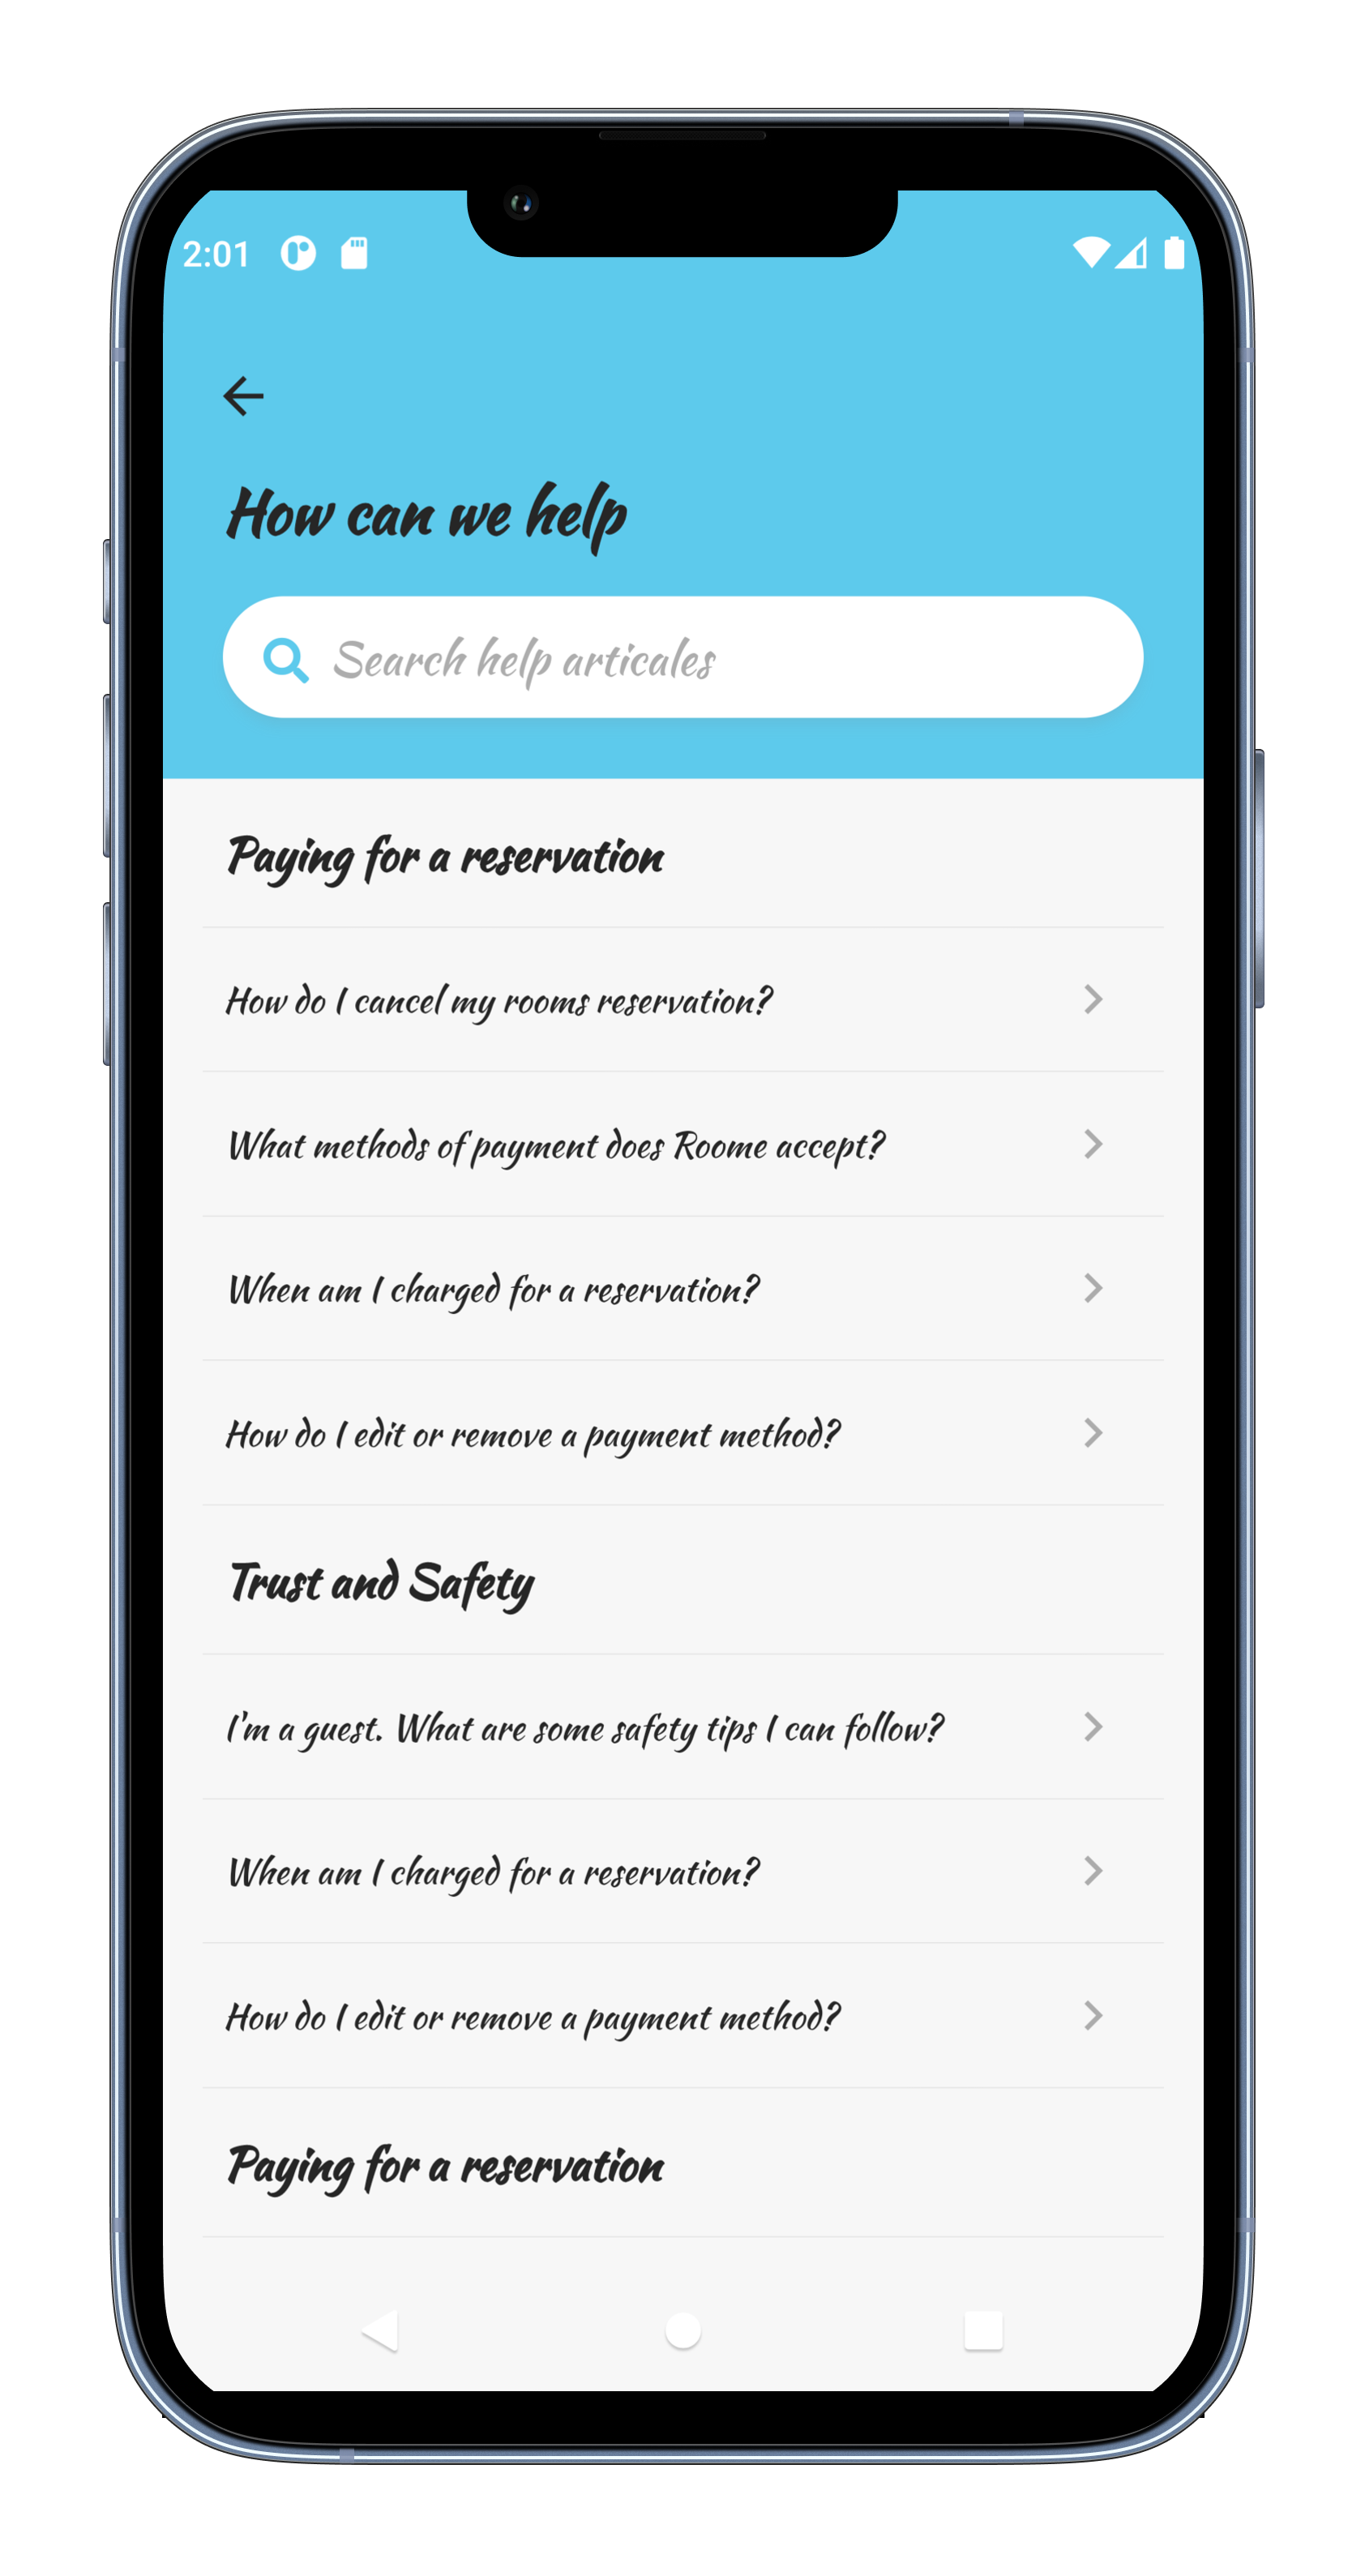 2:01
How can we help
Search help articales
Paying for a reservation
How do I cancel my rooms reservation?
What methods of payment does Roome accept?
When am I charged for a reservation?
How do I edit or remove a payment method?
Trust and Safety
I'm a guest. What are some safety tips I can follow?
When am I charged for a reservation?
How do I edit or remove a payment method?
Paying for a reservation